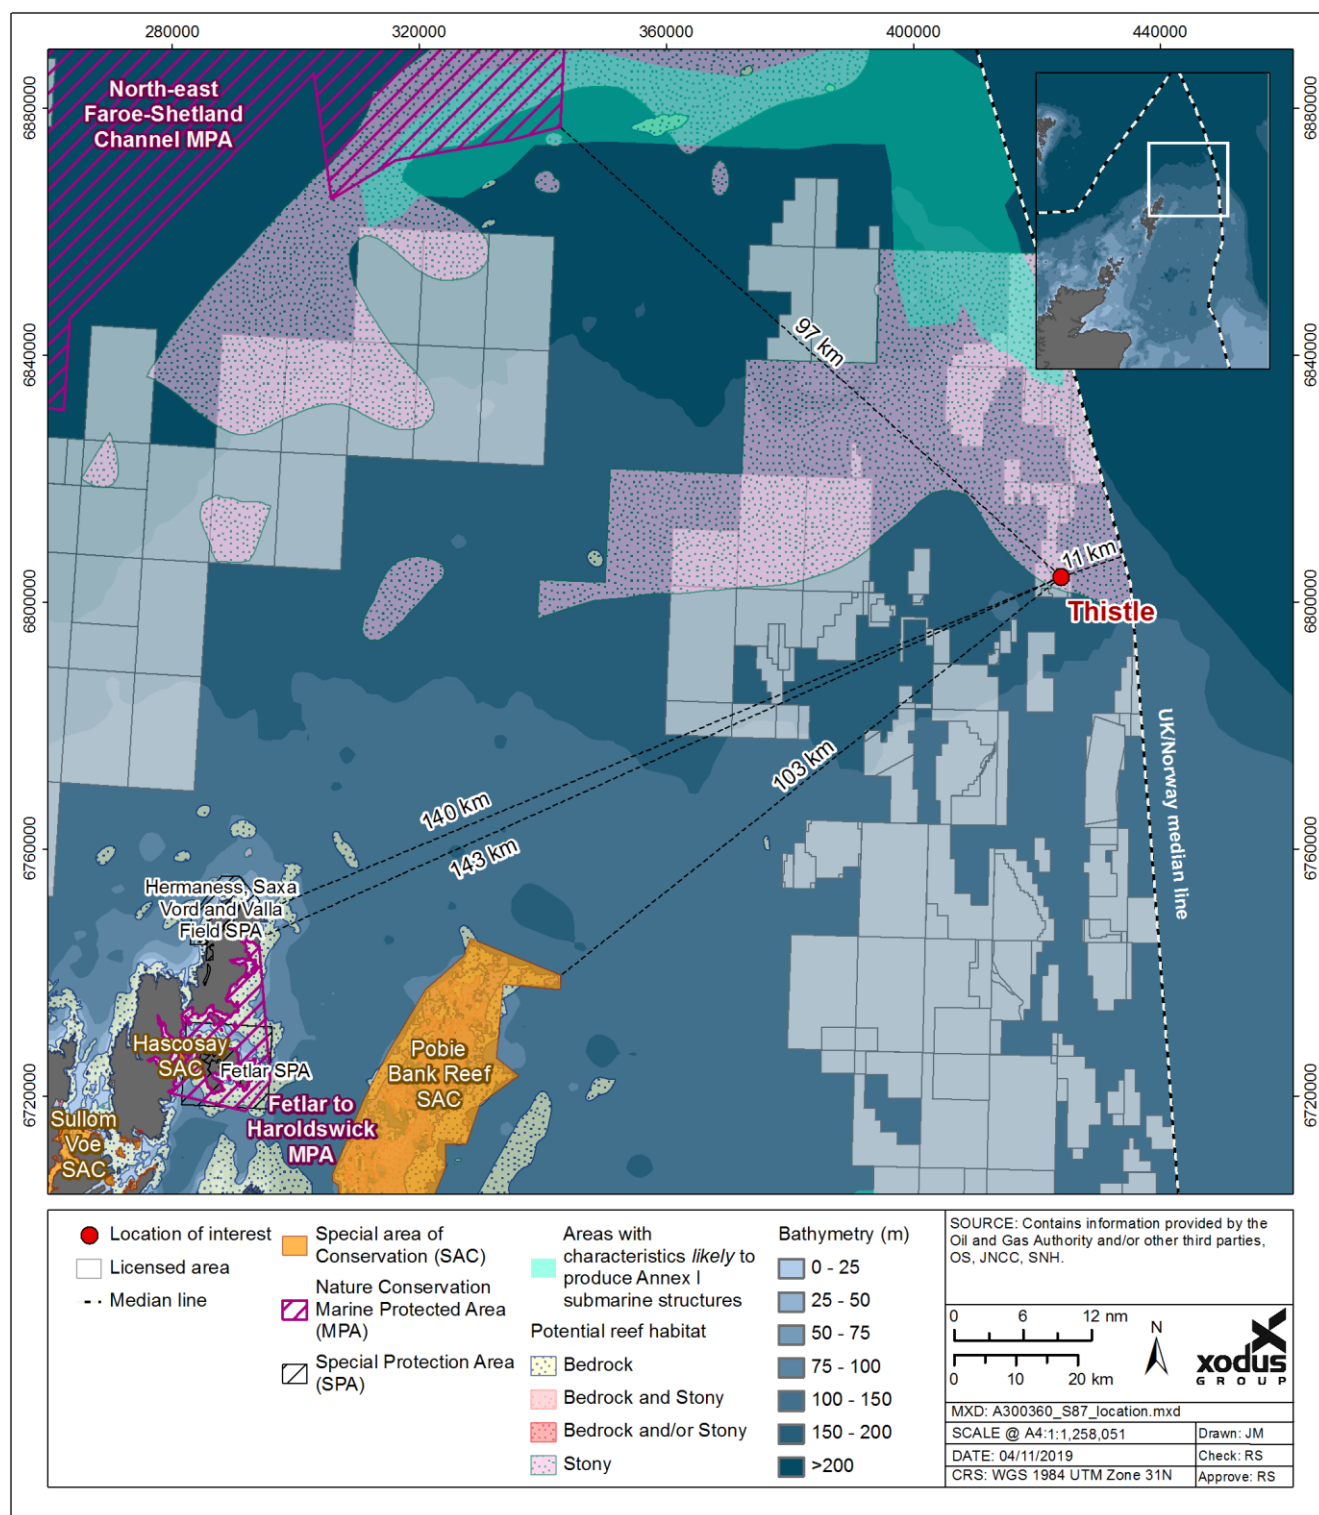 280000
320000
360000
400000
440000
6880000
6840000
6800000
6760000
6720000
6880000
6840000
6800000
6760000
6720000
North-east
Faroe-Shetland
Channel MPA
97 km
11 km
Thistle
103 km
140 km
143 km
UK/Norway median line
Hermaness, Saxa
Vord and Valla
Field SPA
Hascosay
SAC
Fetlar SPA
Fetlar to
Haroldswick
MPA
Sullom
Voe
SAC
Pobie
Bank Reef
SAC
Location of interest
Licensed area
Median line
Special area of
Conservation (SAC)
Nature Conservation
Marine Protected Area
(MPA)
Special Protection Area
(SPA)
Areas with
characteristics likely to
produce Annex I
submarine structures
Potential reef habitat
Bedrock
Bedrock and Stony
Bedrock and/or Stony
Stony
Bathymetry (m)
0 - 25
25 - 50
50 - 75
75 - 100
100 - 150
150 - 200
>200
SOURCE: Contains information provided by the
Oil and Gas Authority and/or other third parties,
OS, JNCC, SNH.
0 6 12 nm
0 10 20 km
N
xodus
GROUP
MXD: A300360_S87_location.mxd
SCALE @ A4:1:1,258,051
Drawn: JM
DATE: 04/11/2019
Check: RS
CRS: WGS 1984 UTM Zone 31N
Approve: RS